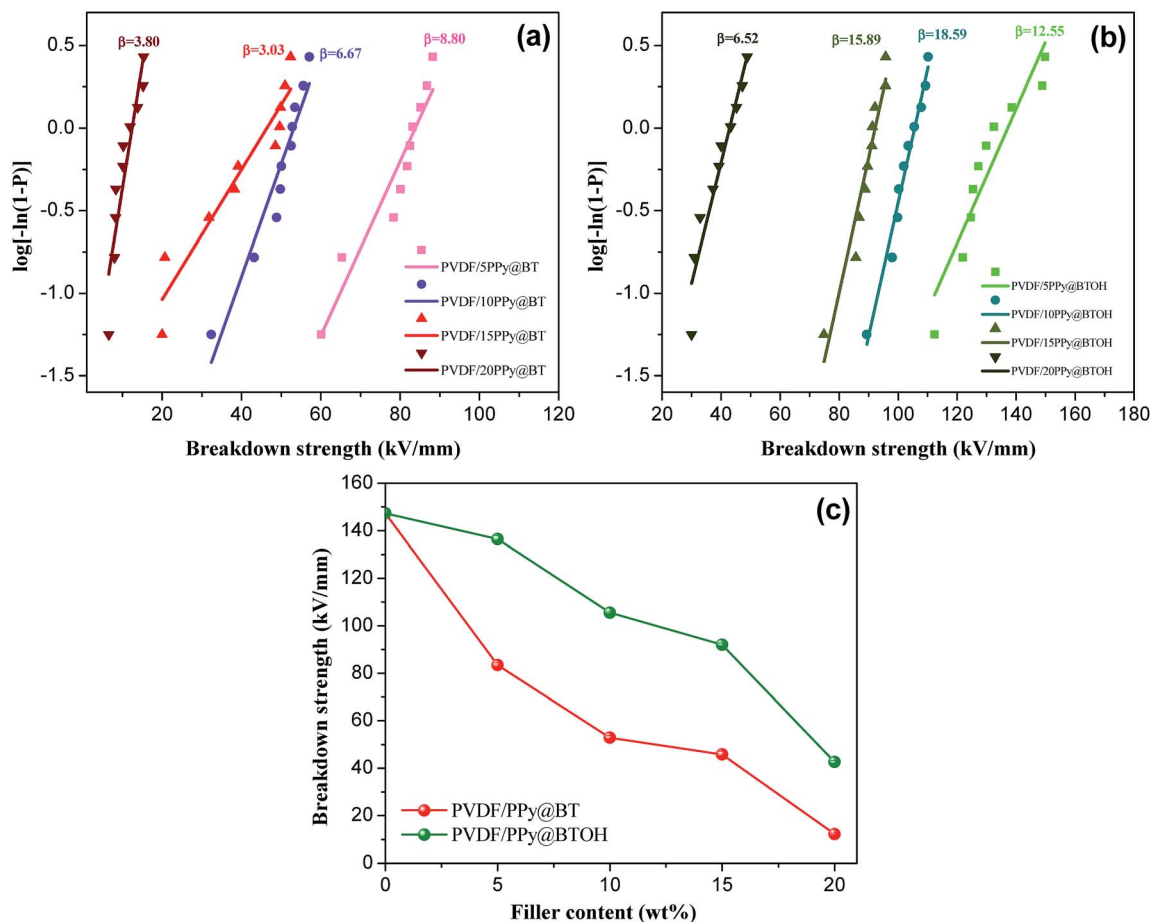 (a)
β=3.80
β=3.03
β=6.67
β=8.80
0.5
0.0
-0.5
-1.0
-1.5
log[-ln(1-P)]
PVDF/5PPy@BT
PVDF/10PPy@BT
PVDF/15PPy@BT
PVDF/20PPy@BT
20 40 60 80 100 120
Breakdown strength (kV/mm)
(b)
β=6.52
β=15.89
β=18.59
β=12.55
0.5
0.0
-0.5
-1.0
-1.5
log[-ln(1-P)]
PVDF/5PPy@BTOH
PVDF/10PPy@BTOH
PVDF/15PPy@BTOH
PVDF/20PPy@BTOH
20 40 60 80 100 120 140 160 180
Breakdown strength (kV/mm)
(c)
160
140
120
100
80
60
40
20
0
Breakdown strength (kV/mm)
PVDF/PPy@BT
PVDF/PPy@BTOH
0 5 10 15 20
Filler content (wt%)